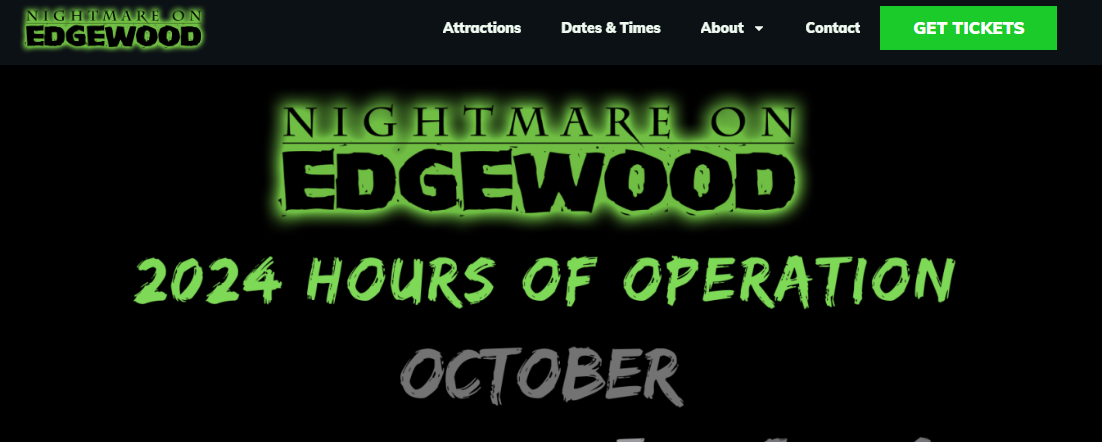 NIGHTMARE ON
EDGEWOOD
Attractions
Dates & Times
About
Contact
GET TICKETS
NIGHTMARE ON
EDGEWOOD
2024 HOURS OF OPERATION
OCTOBER